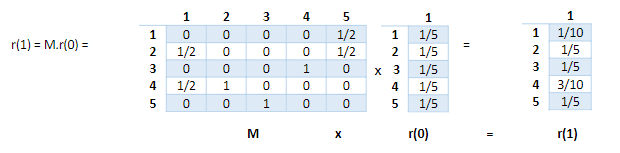 1 2 3 4 5 1 1
1 0 0 0 0 1/2 1 1/5 1 1/10
r(1) = M.r(0) = 2 1/2 0 0 0 1/2 2 1/5 = 2 1/5
3 0 0 0 1 0 x 3 1/5 3 1/5
4 1/2 1 0 0 0 4 1/5 4 3/10
5 0 0 1 0 0 5 1/5 5 1/5
M x r(0) = r(1)